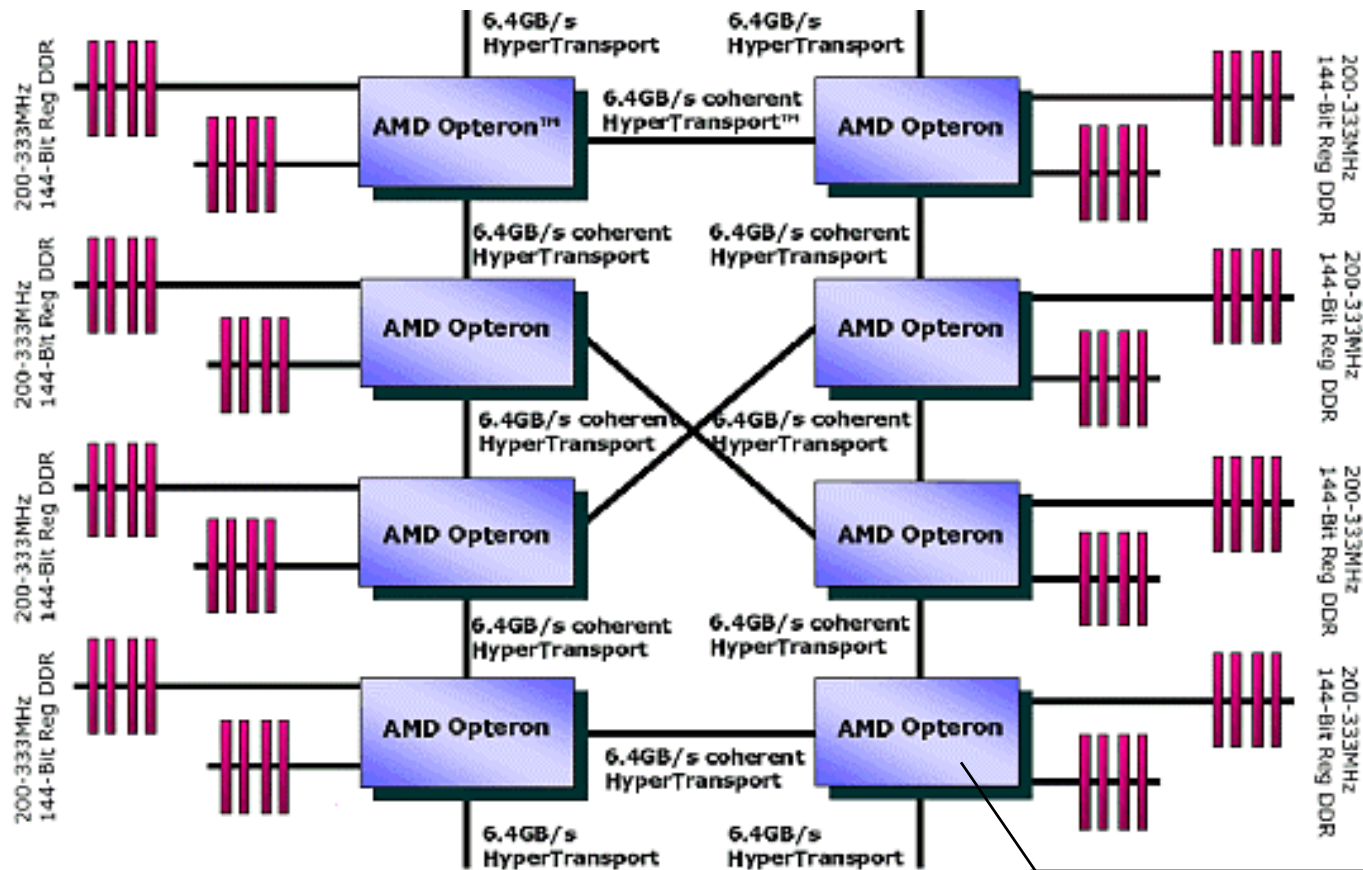 6.4GB/s
HyperTransport
6.4GB/s
HyperTransport
200-333MHz
144-Bit Reg DDR
AMD Opteron™
6.4GB/s coherent
HyperTransport™
AMD Opteron
200-333MHz
144-Bit Reg DDR
6.4GB/s coherent
HyperTransport
6.4GB/s coherent
HyperTransport
200-333MHz
144-Bit Reg DDR
AMD Opteron
AMD Opteron
200-333MHz
144-Bit Reg DDR
6.4GB/s coherent
HyperTransport
6.4GB/s coherent
HyperTransport
200-333MHz
144-Bit Reg DDR
AMD Opteron
AMD Opteron
200-333MHz
144-Bit Reg DDR
6.4GB/s coherent
HyperTransport
6.4GB/s coherent
HyperTransport
200-333MHz
144-Bit Reg DDR
AMD Opteron
6.4GB/s coherent
HyperTransport
AMD Opteron
200-333MHz
144-Bit Reg DDR
6.4GB/s
HyperTransport
6.4GB/s
HyperTransport